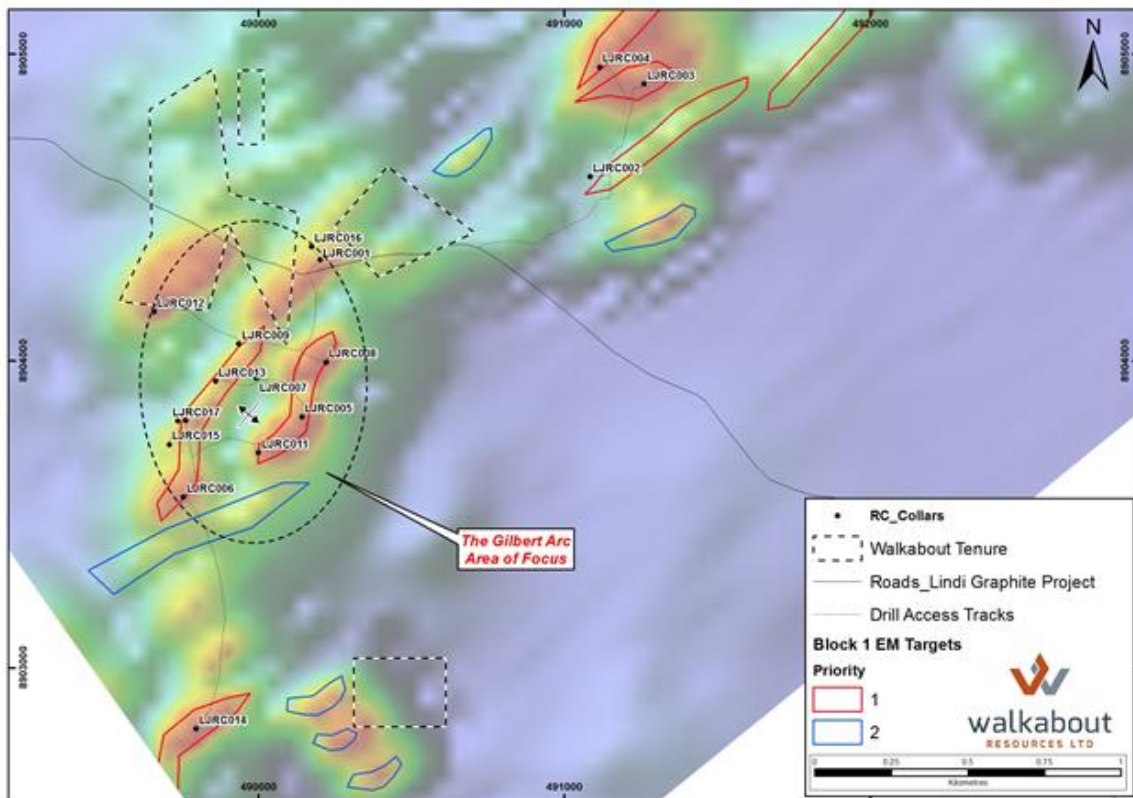 490000
491000
492000
8905000
8905000
N
LJRC004
LJRC003
LJRC002
LJRC016
LJRC001
LJRC012
LJRC009
LJRC008
8904000
8904000
LJRC013
LJRC007
LJRC017
LJRC005
LJRC015
LJRC011
LJRC006
The Gilbert Arc
Area of Focus
RC_Collars
Walkabout Tenure
Roads_Lindi Graphite Project
Drill Access Tracks
Block 1 EM Targets
Priority
1
2
walkabout
RESOURCES LTD
0
0.25
0.5
0.75
1
Kilometres
8903000
LJRC014
490000
491000